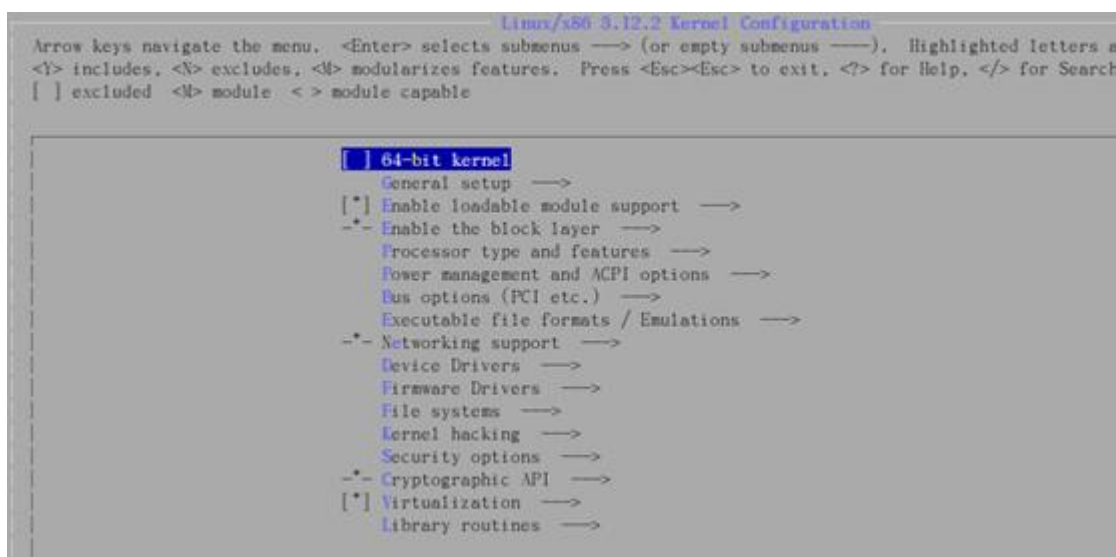 Linux/x86 3.12.2 Kernel Configuration
Arrow keys navigate the menu. <Enter> selects submenus ---> (or empty submenus ----). Highlighted letters a
<Y> includes, <N> excludes, <M> modularizes features. Press <Esc><Esc> to exit, <?> for Help, </> for Search
[ ] excluded <M> module < > module capable
[ ] 64-bit kernel
General setup --->
[*] Enable loadable module support --->
-*- Enable the block layer --->
Processor type and features --->
Power management and ACPI options --->
Bus options (PCI etc.) --->
Executable file formats / Emulations --->
-*- Networking support --->
Device Drivers --->
Firmware Drivers --->
File systems --->
Kernel hacking --->
Security options --->
-*- Cryptographic API --->
[*] Virtualization --->
Library routines --->